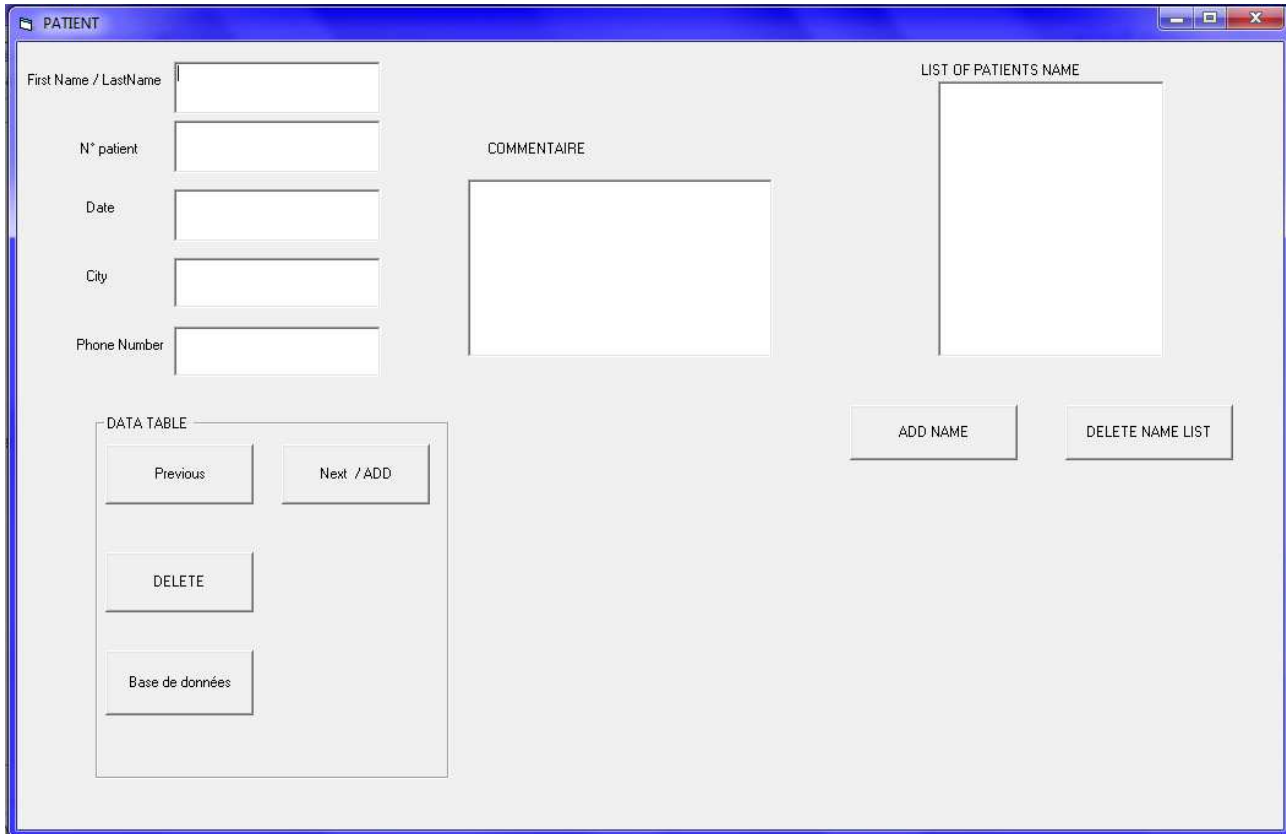 PATIENT
First Name / LastName
N° patient
Date
City
Phone Number
COMMENTAIRE
LIST OF PATIENTS NAME
ADD NAME
DELETE NAME LIST
DATA TABLE
Previous
Next / ADD
DELETE
Base de données